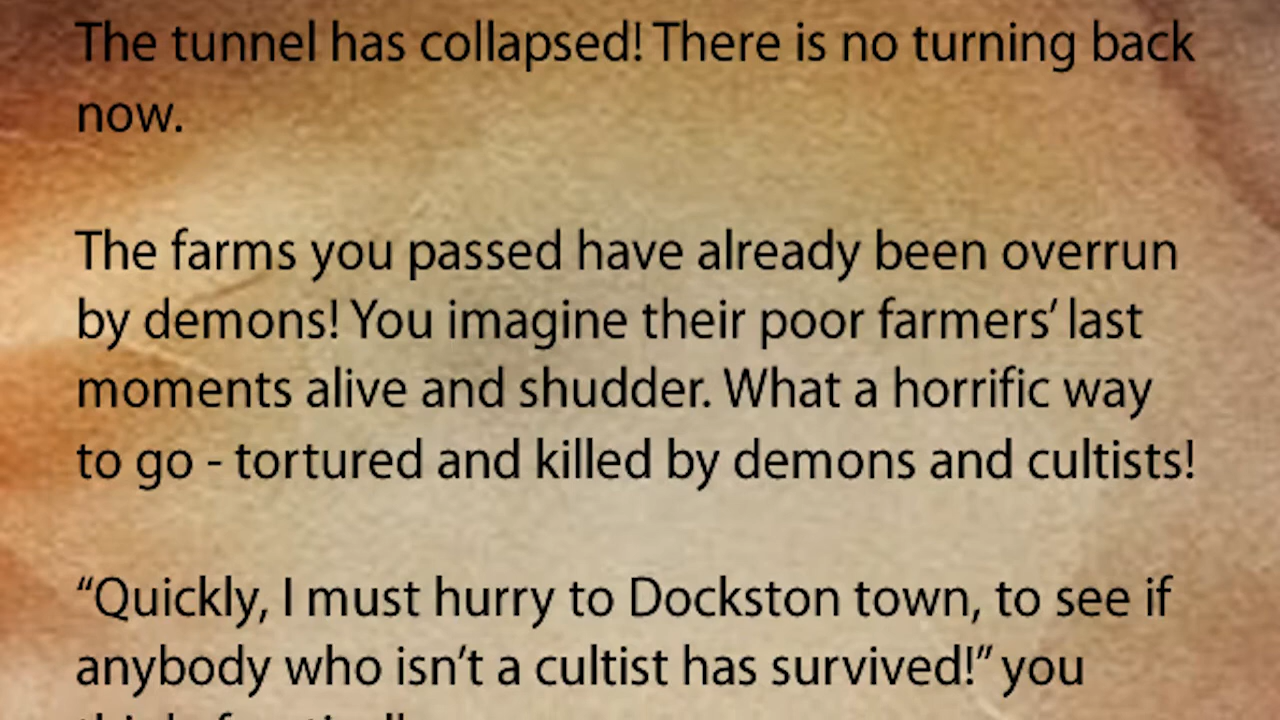 The tunnel has collapsed! There is no turning back
now.
The farms you passed have already been overrun
by demons! You imagine their poor farmers’ last
moments alive and shudder. What a horrific way
to go - tortured and killed by demons and cultists!
“Quickly, I must hurry to Dockston town, to see if
anybody who isn’t a cultist has survived!” you